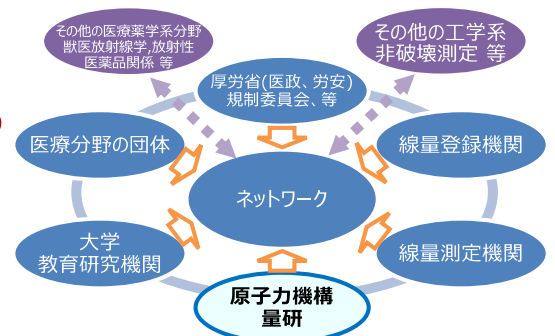 その他の医療薬学系分野
獣医放射線学,放射性
医薬品関係 等
その他の工学系
非破壊測定 等
厚労省(医政、労安)
規制委員会、等
医療分野の団体
線量登録機関
ネットワーク
大学
教育研究機関
線量測定機関
原子力機構
量研